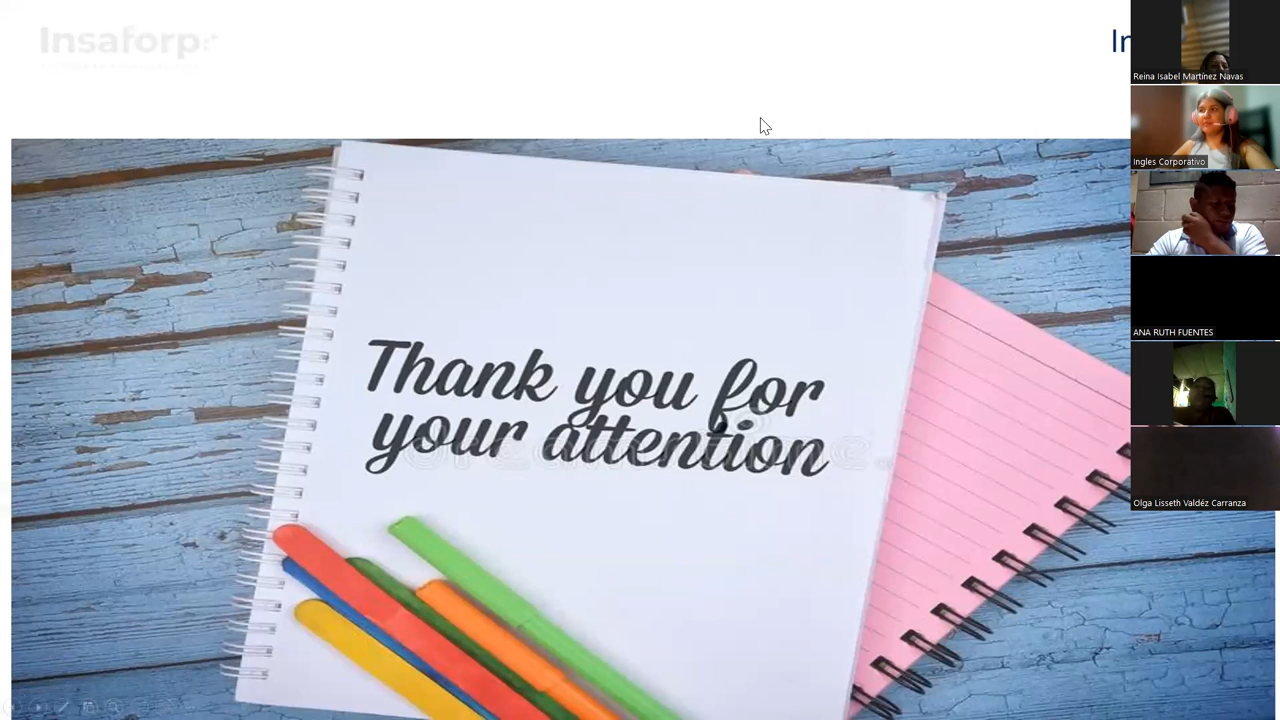 Insaforp
In
Reina Isabel Martínez Navas
Ingles Corporativo
ANA RUTH FUENTES
Olga Lisseth Valdéz Carranza
Thank you for
your attention